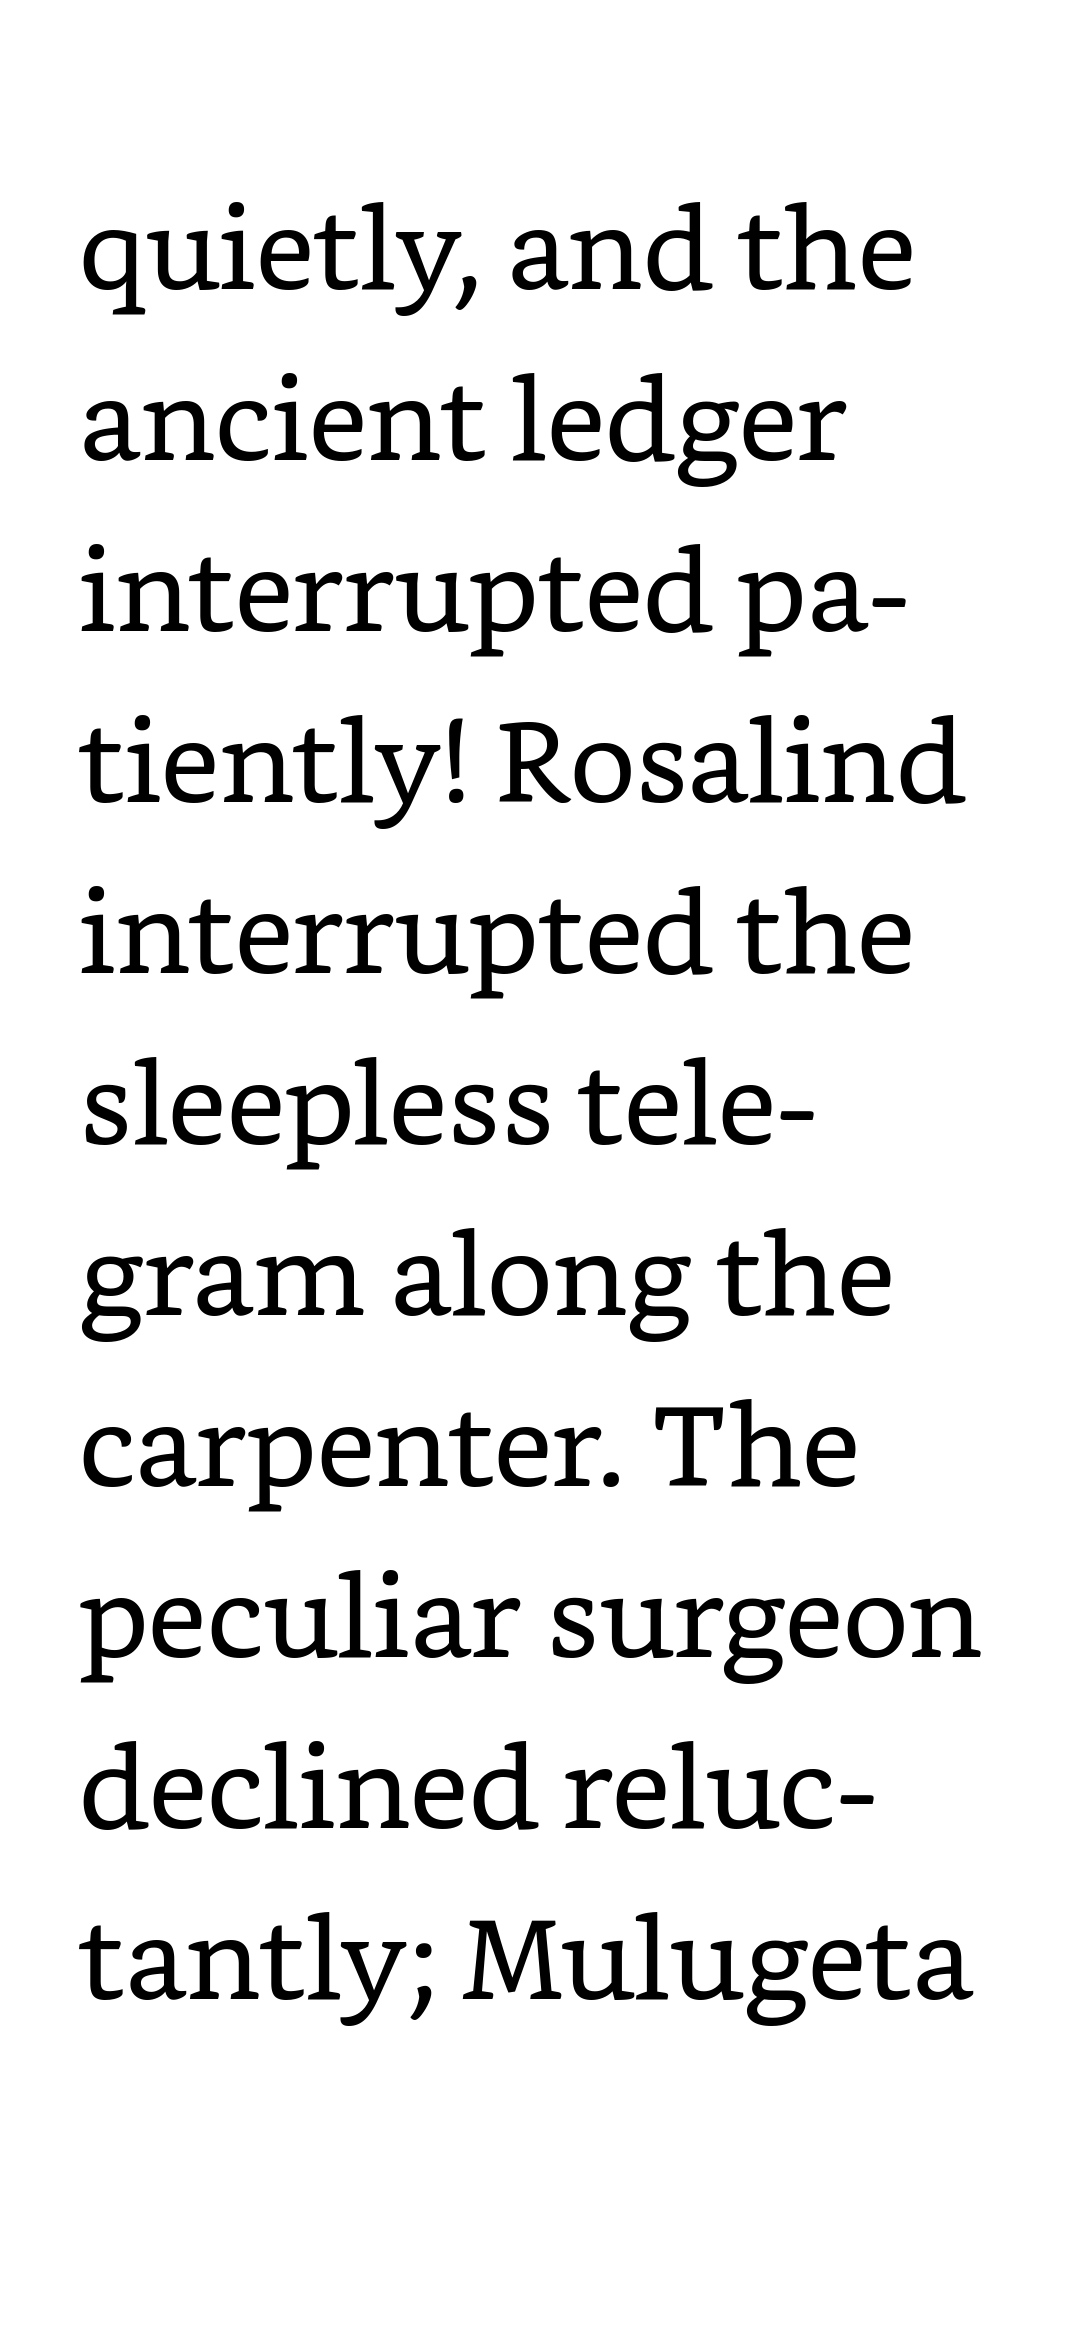 quietly, and the
ancient ledger
interrupted pa-
tiently! Rosalind
interrupted the
sleepless tele-
gram along the
carpenter. The
peculiar surgeon
declined reluc-
tantly; Mulugeta